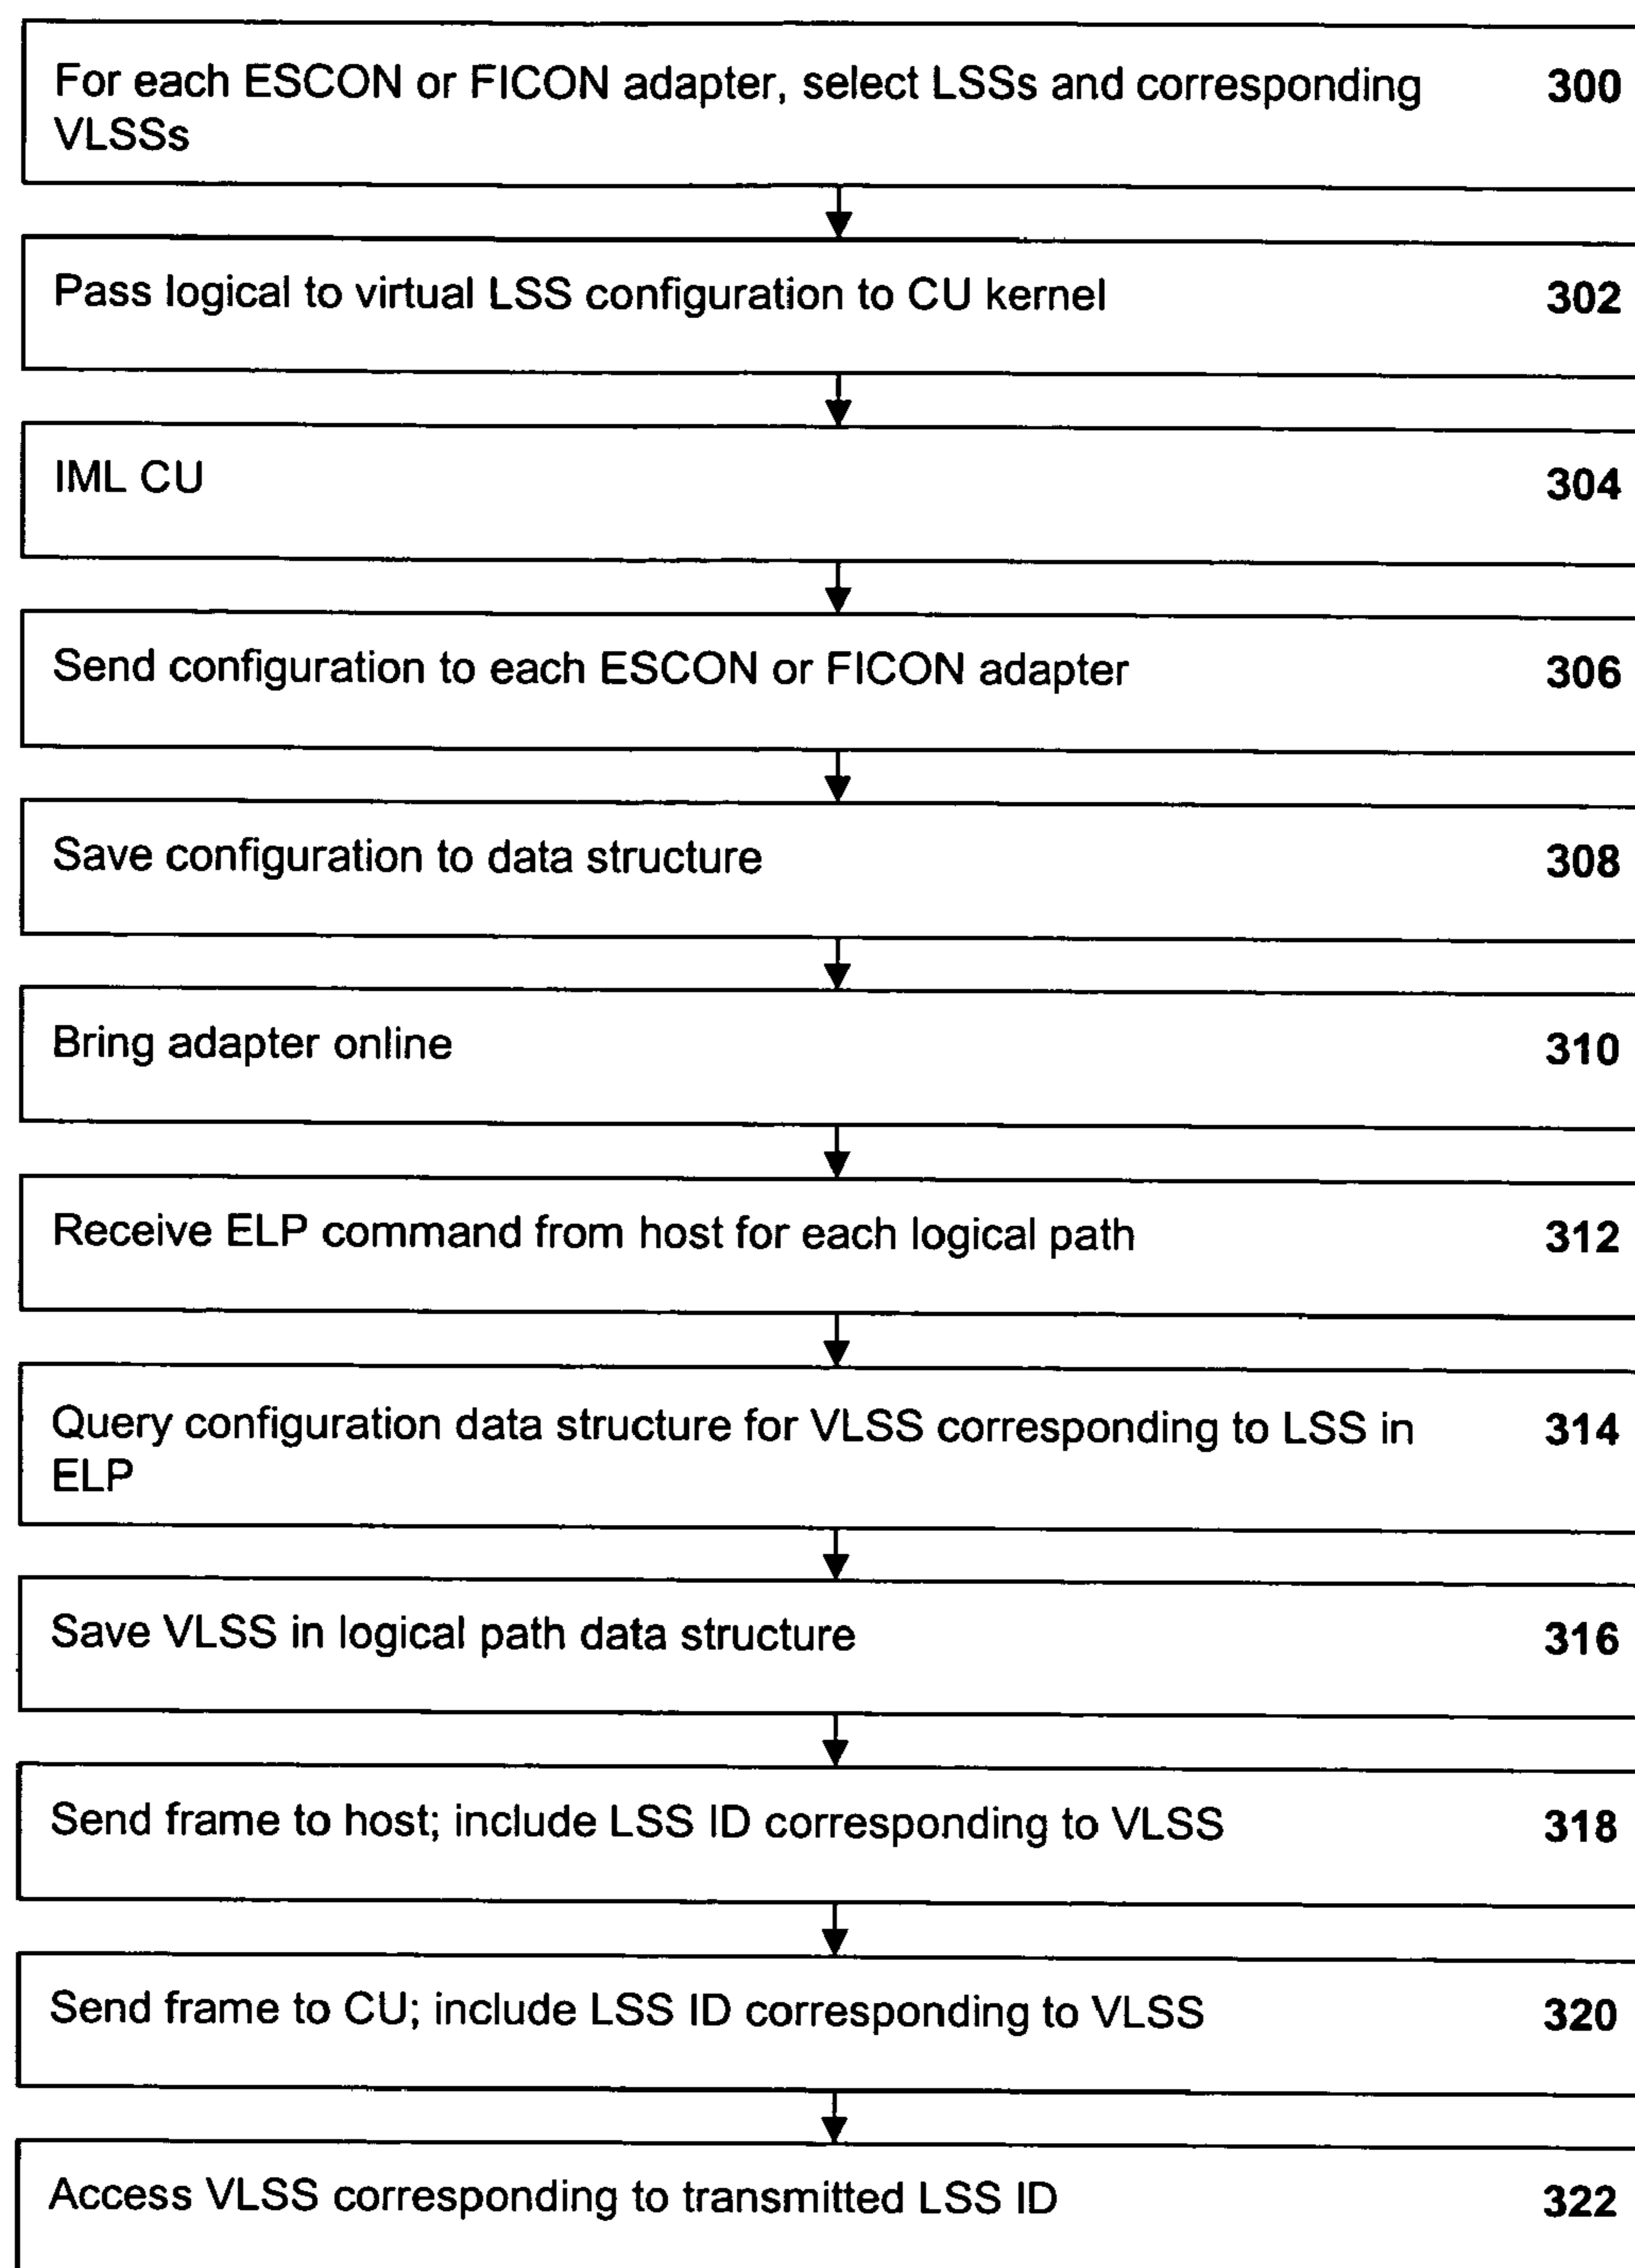 For each ESCON or FICON adapter, select LSSs and corresponding 300
VLSSs
Pass logical to virtual LSS configuration to CU kernel 302
IML CU 304
Send configuration to each ESCON or FICON adapter 306
Save configuration to data structure 308
Bring adapter online 310
Receive ELP command from host for each logical path 312
Query configuration data structure for VLSS corresponding to LSS in 314
ELP
Save VLSS in logical path data structure 316
Send frame to host; include LSS ID corresponding to VLSS 318
Send frame to CU; include LSS ID corresponding to VLSS 320
Access VLSS corresponding to transmitted LSS ID 322